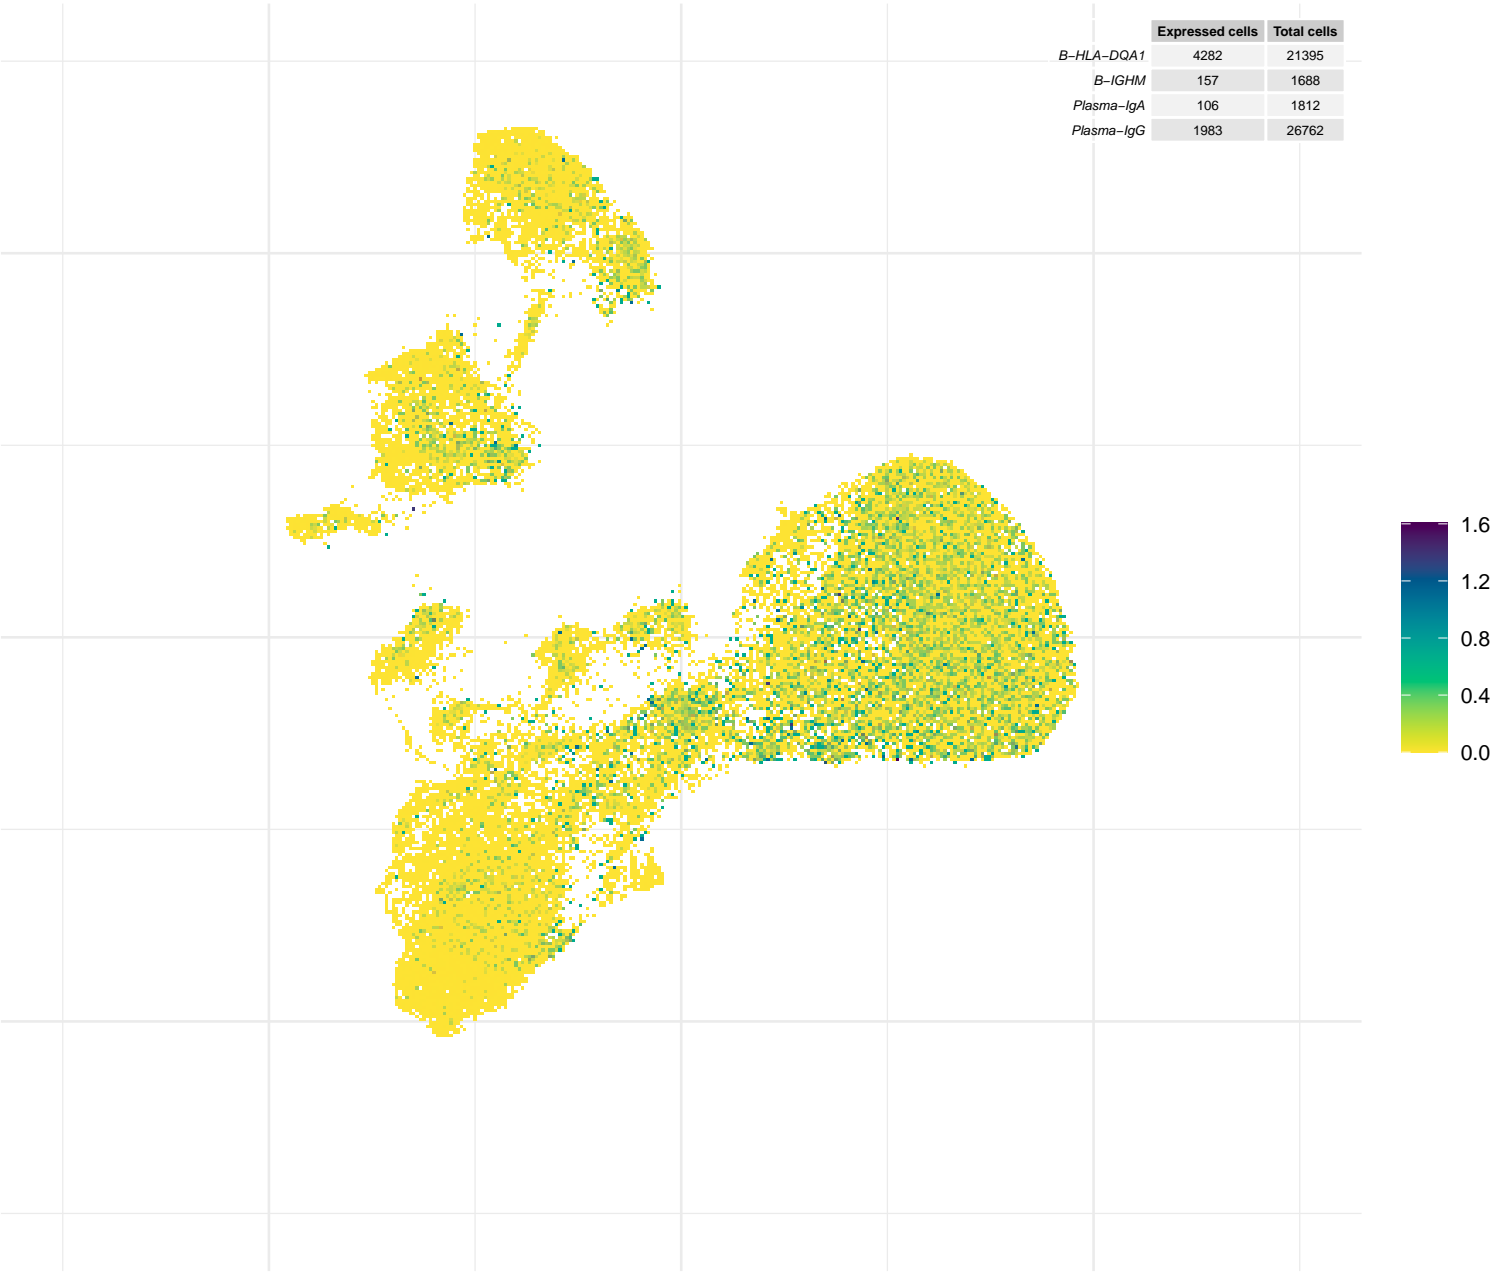 Expressed cells Total cells
B−HLA−DQA1 4282 21395
B−IGHM 157 1688
Plasma−IgA 106 1812
Plasma−IgG 1983 26762
1.6
1.2
0.8
0.4
0.0